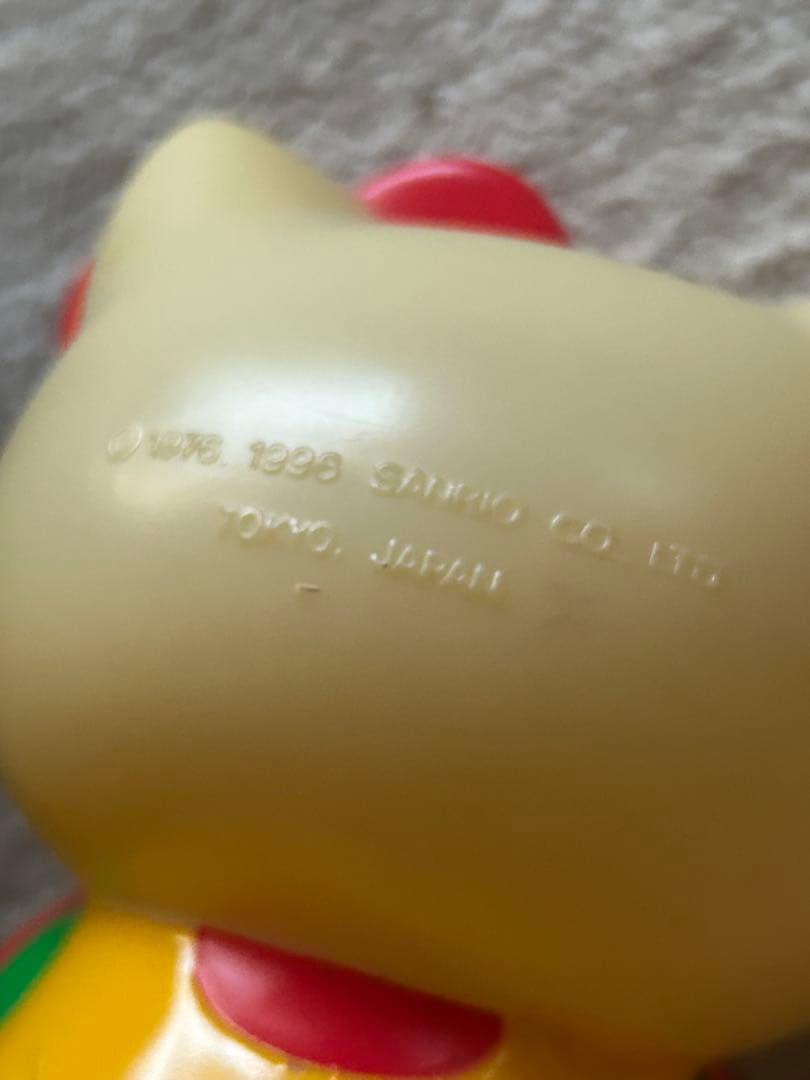 © 1976. 1998 SANRIO CO. LTD
TOKYO, JAPAN